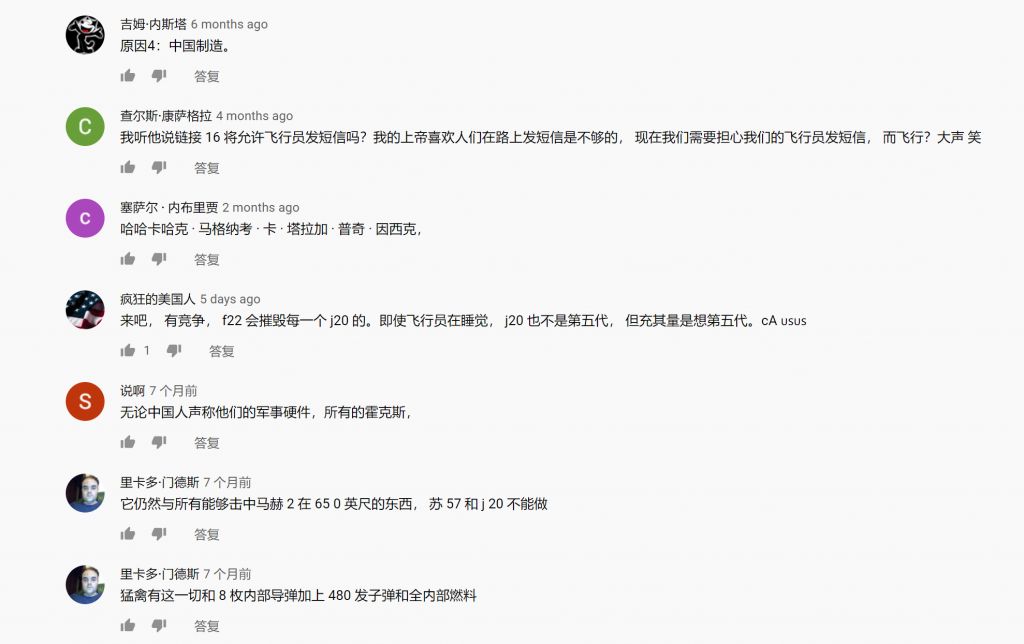 吉姆·内斯塔 6 months ago
原因4：中国制造。
答复
C
查尔斯·康萨格拉 4 months ago
我听他说链接 16 将允许飞行员发短信吗？我的上帝喜欢人们在路上发短信是不够的， 现在我们需要担心我们的飞行员发短信， 而飞行？大声 笑
答复
c
塞萨尔 · 内布里贾 2 months ago
哈哈卡哈克 · 马格纳考 · 卡 · 塔拉加 · 普奇 · 因西克，
答复
疯狂的美国人 5 days ago
来吧， 有竞争， f22 会摧毁每一个 j20 的。即使飞行员在睡觉， j20 也不是第五代， 但充其量是想第五代。cA ᴜsᴜs
1 答复
S
说啊 7 个月前
无论中国人声称他们的军事硬件，所有的霍克斯，
答复
里卡多·门德斯 7 个月前
它仍然与所有能够击中马赫 2 在 65 0 英尺的东西， 苏 57 和 j 20 不能做
答复
里卡多·门德斯 7 个月前
猛禽有这一切和 8 枚内部导弹加上 480 发子弹和全内部燃料
答复